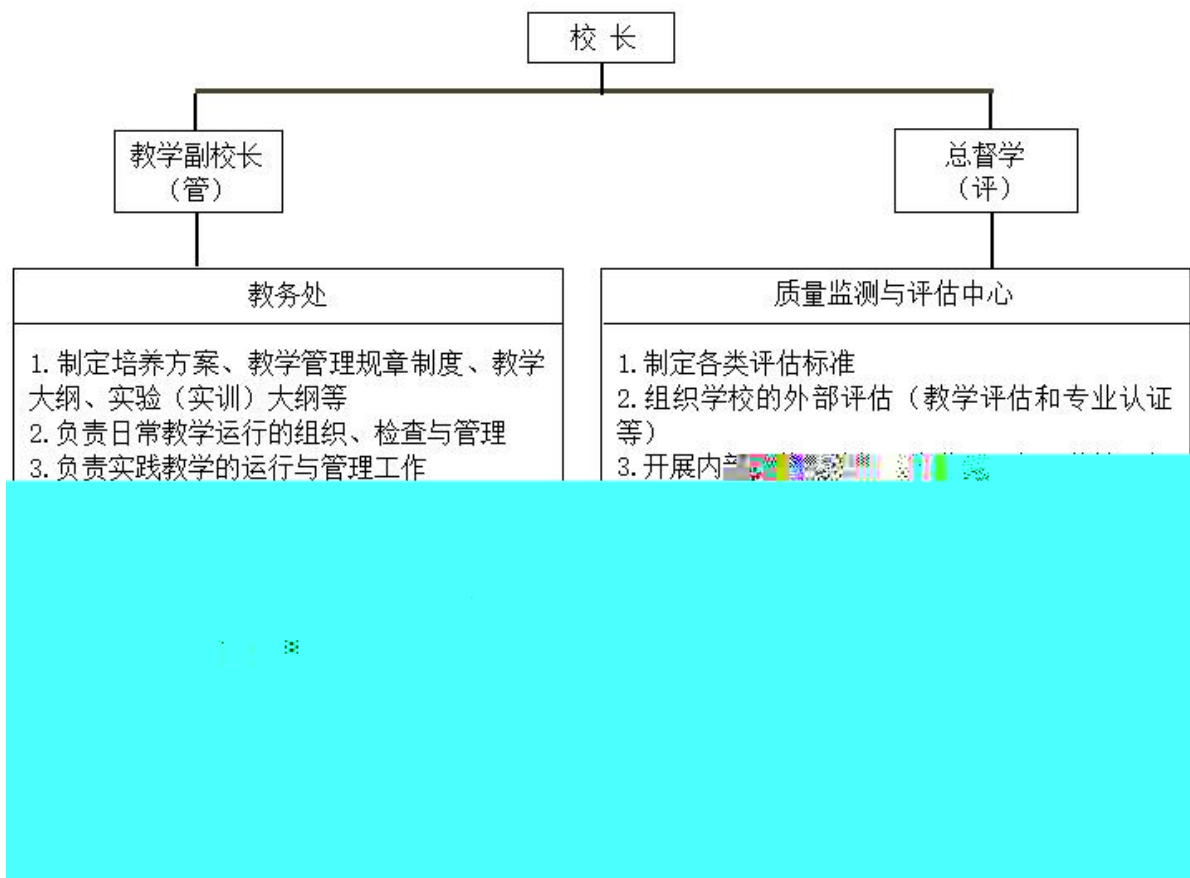 校 长
教学副校长
（管）
总督学
（评）
教务处
1.制定培养方案、教学管理规章制度、教学
大纲、实验（实训）大纲等
2.负责日常教学运行的组织、检查与管理
3.负责实践教学的运行与管理工作
质量监测与评估中心
1.制定各类评估标准
2.组织学校的外部评估（教学评估和专业认证
等）
3.开展内部